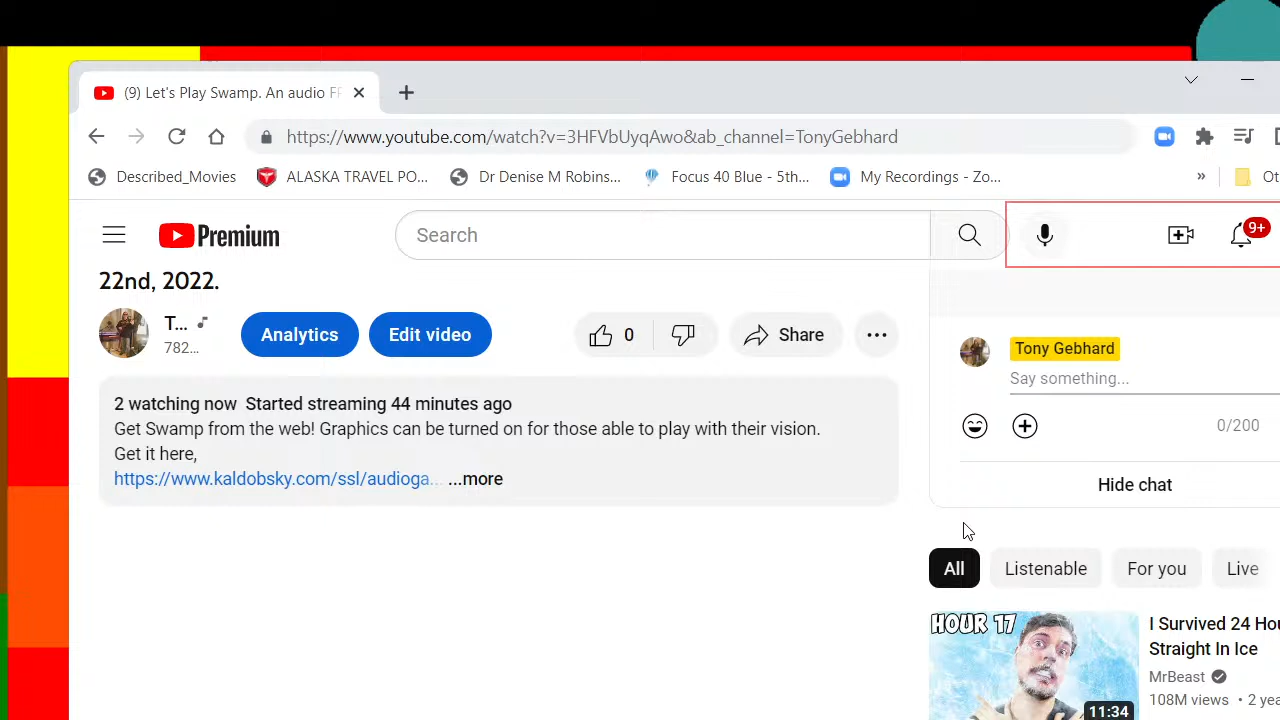 (9) Let's Play Swamp. An audio
https://www.youtube.com/watch?v=3HFVbUyqAwo&ab_channel=TonyGebhard
Described_Movies
ALASKA TRAVEL PO...
Dr Denise M Robins...
Focus 40 Blue - 5th...
My Recordings - Zo...
»
Ot
Premium
Search
9+
22nd, 2022.
T...
782...
Analytics
Edit video
0
Share
2 watching now Started streaming 44 minutes ago
Get Swamp from the web! Graphics can be turned on for those able to play with their vision.
Get it here,
https://www.kaldobsky.com/ssl/audioga... ...more
Tony Gebhard
Say something...
0/200
Hide chat
All
Listenable
For you
Live
HOUR 17
11:34
I Survived 24 Hou
Straight In Ice
MrBeast
108M views • 2 yea